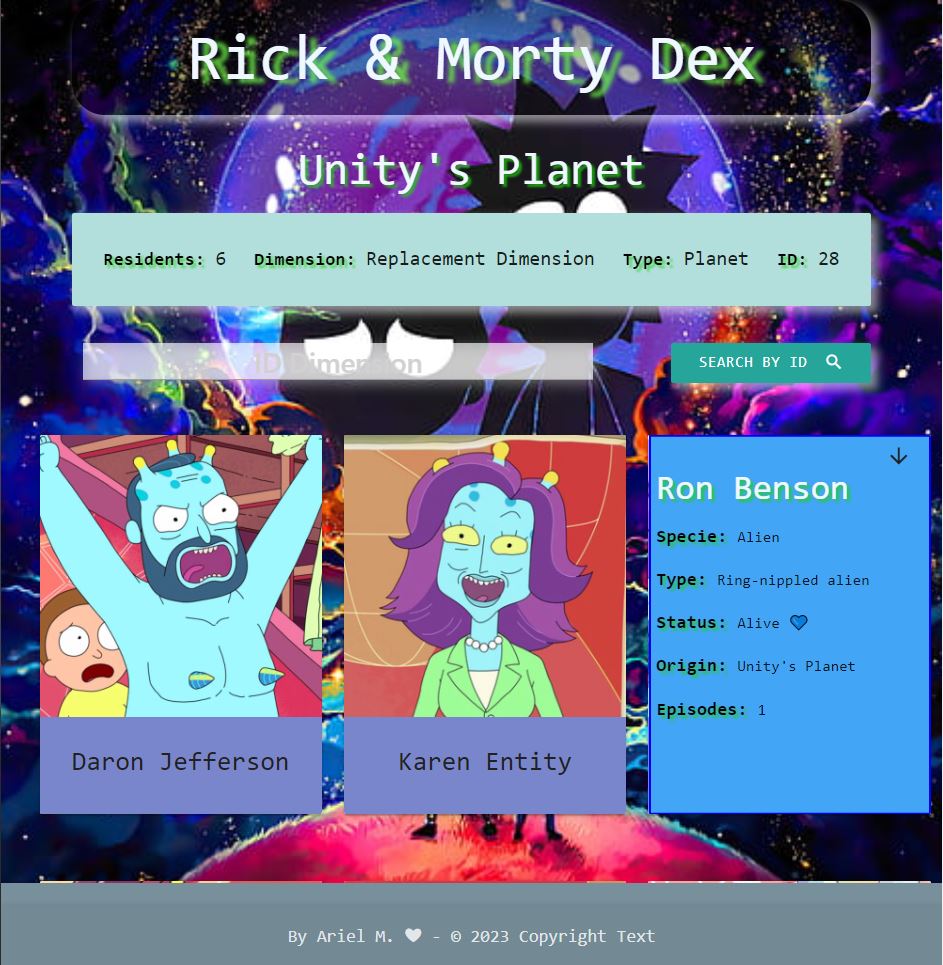 Rick & Morty Dex
Unity's Planet
Residents: 6 Dimension: Replacement Dimension Type: Planet ID: 28
ID Dimension SEARCH BY ID
Ron Benson
Specie: Alien
Type: Ring-nippled alien
Status: Alive 💙
Origin: Unity's Planet
Episodes: 1
Daron Jefferson Karen Entity
By Ariel M. ♥ - © 2023 Copyright Text